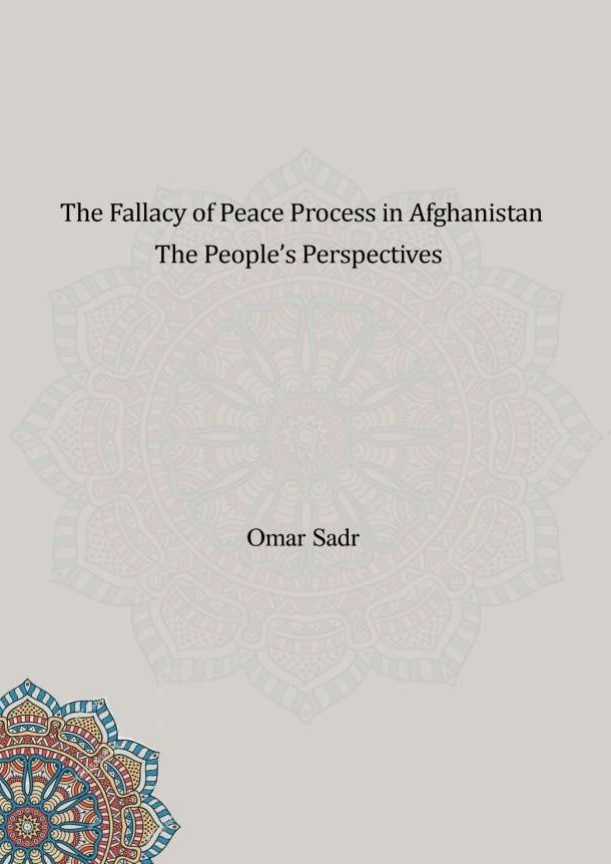 The Fallacy of Peace Process in Afghanistan
The People’s Perspectives
Omar Sadr